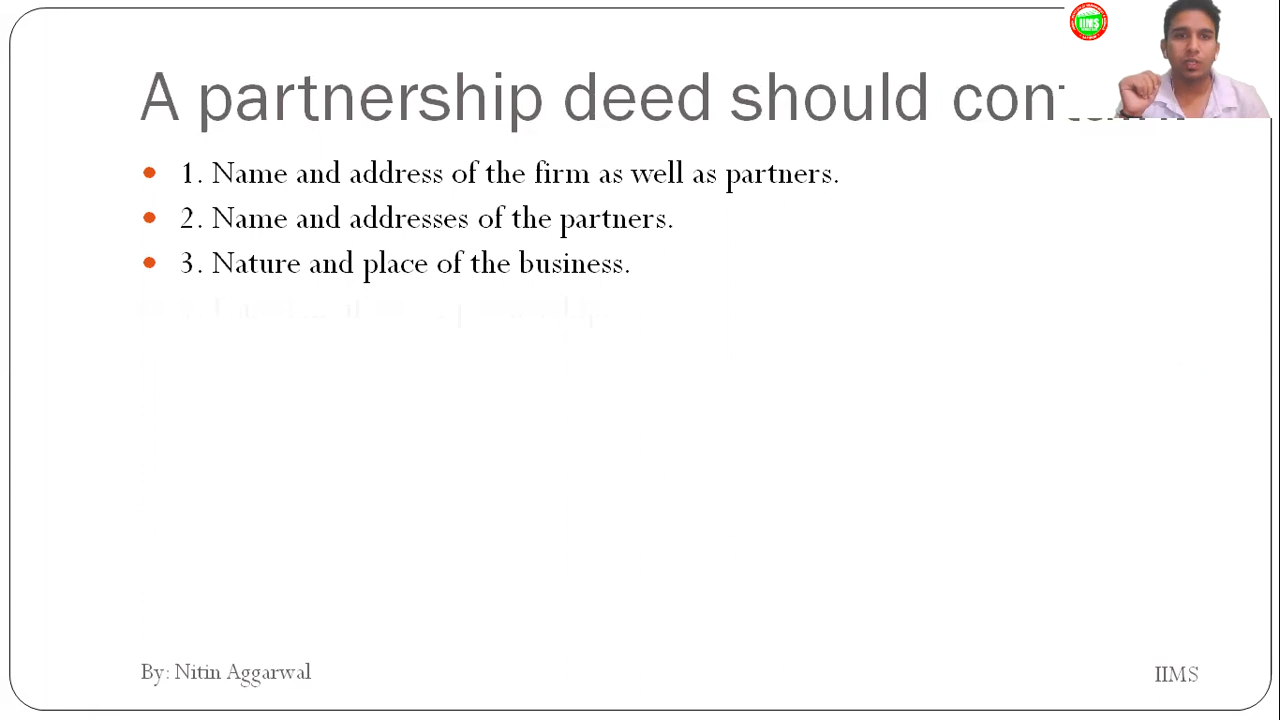 IIMS
A partnership deed should
1. Name and address of the firm as well as partners.
2. Name and addresses of the partners.
3. Nature and place of the business.
By: Nitin Aggarwal
IIMS